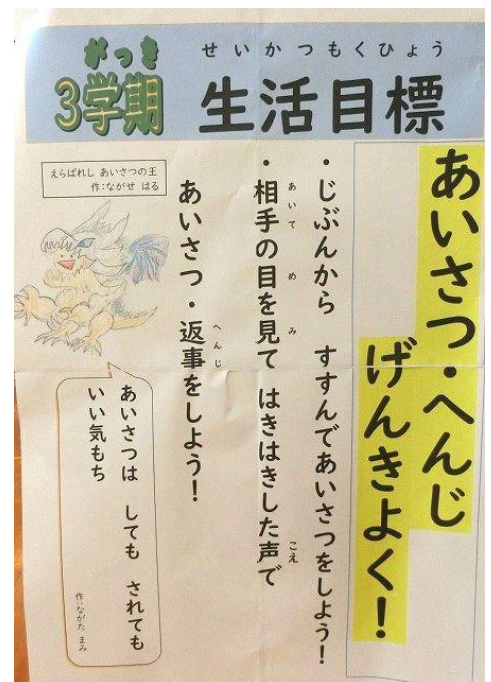 がっき
3学期
せいかつもくひょう
生活目標
あいさつ・へんじ
げんきよく！
・じぶんから　すすんであいさつをしよう！
あいて　め　み　こえ
・相手の目を見て　はきはきした声で
へんじ
あいさつ・返事をしよう！
えらばれし　あいさつの王
作：ながせ　はる
あいさつは　しても　されても
いい気もち
作：ながた　まみ